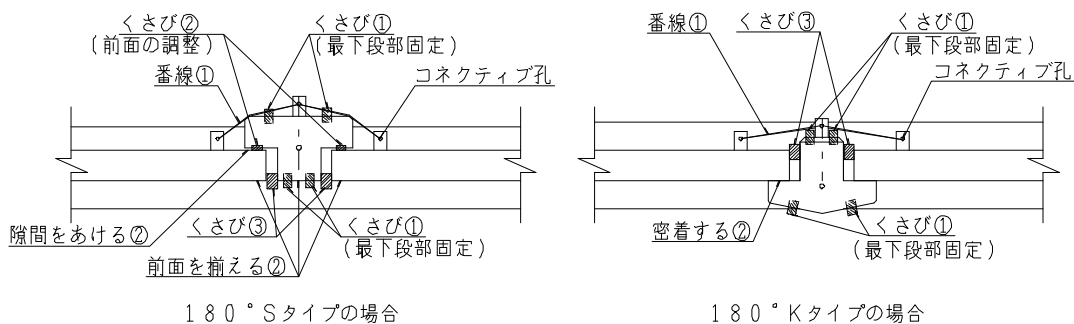 くさび②
(前面の調整)
くさび①
(最下段部固定)
番線①
コネクティブ孔
隙間をあける②
くさび③
くさび①
(最下段部固定)
前面を揃える②
180°Sタイプの場合
番線①
くさび③
くさび①
(最下段部固定)
コネクティブ孔
密着する②
くさび①
(最下段部固定)
180°Kタイプの場合